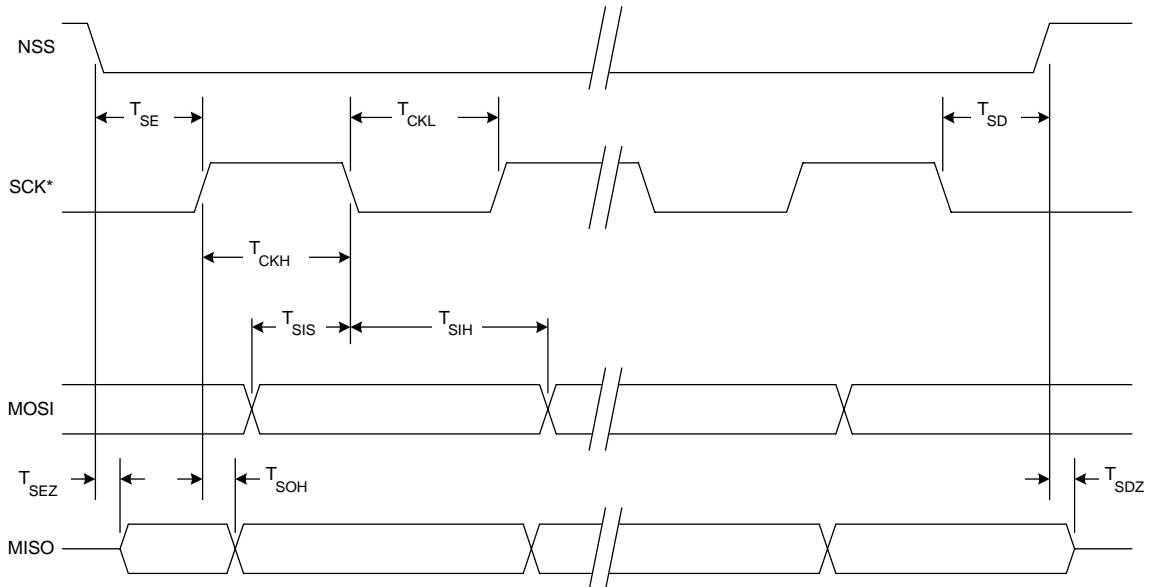 NSS
T_SE
T_CKL
T_SD
SCK*
T_CKH
T_SIS
T_SIH
MOSI
T_SEZ
T_SOH
T_SDZ
MISO